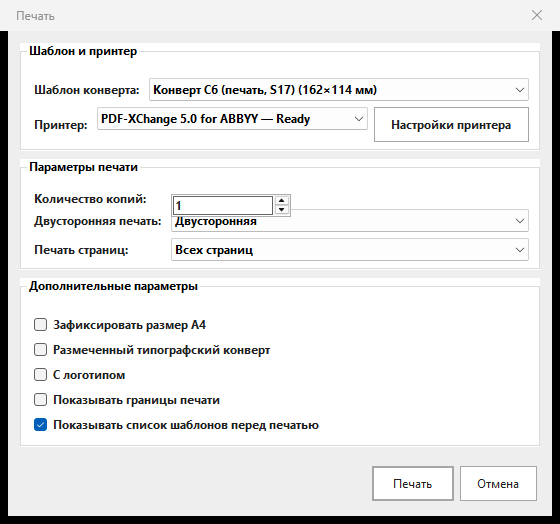 Печать
Шаблон и принтер
Шаблон конверта: Конверт C6 (печать, S17) (162×114 мм)
Принтер: PDF-XChange 5.0 for ABBYY — Ready Настройки принтера
Параметры печати
Количество копий: 1
Двусторонняя печать: Двусторонняя
Печать страниц: Всех страниц
Дополнительные параметры
Зафиксировать размер A4
Размеченный типографский конверт
С логотипом
Показывать границы печати
Показывать список шаблонов перед печатью
Печать Отмена